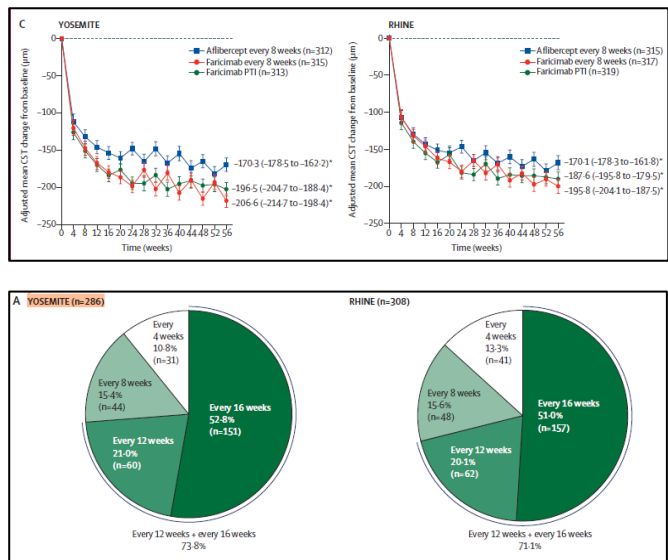 C
YOSEMITE
RHINE
Adjusted mean CST change from baseline (μm)
0
−50
−100
−150
−200
−250
Aflibercept every 8 weeks (n=312)
Faricimab every 8 weeks (n=315)
Faricimab PTI (n=313)
−170·3 (−178·5 to −162·2)*
−196·5 (−204·7 to −188·4)*
−206·6 (−214·7 to −198·4)*
0 4 8 12 16 20 24 28 32 36 40 44 48 52 56
Time (weeks)
Adjusted mean CST change from baseline (μm)
0
−50
−100
−150
−200
−250
Aflibercept every 8 weeks (n=315)
Faricimab every 8 weeks (n=317)
Faricimab PTI (n=319)
−170·1 (−178·3 to −161·8)*
−187·6 (−195·8 to −179·5)*
−195·8 (−204·1 to −187·5)*
0 4 8 12 16 20 24 28 32 36 40 44 48 52 56
Time (weeks)
A
YOSEMITE (n=286)
Every
4 weeks
10·8%
(n=31)
Every 8 weeks
15·4%
(n=44)
Every 12 weeks
21·0%
(n=60)
Every 16 weeks
52·8%
(n=151)
Every 12 weeks + every 16 weeks
73·8%
RHINE (n=308)
Every
4 weeks
13·3%
(n=41)
Every 8 weeks
15·6%
(n=48)
Every 12 weeks
20·1%
(n=62)
Every 16 weeks
51·0%
(n=157)
Every 12 weeks + every 16 weeks
71·1%